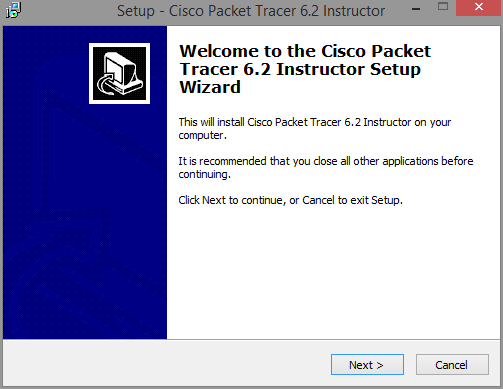 Setup - Cisco Packet Tracer 6.2 Instructor
Welcome to the Cisco Packet
Tracer 6.2 Instructor Setup
Wizard
This will install Cisco Packet Tracer 6.2 Instructor on your
computer.
It is recommended that you close all other applications before
continuing.
Click Next to continue, or Cancel to exit Setup.
Next >
Cancel